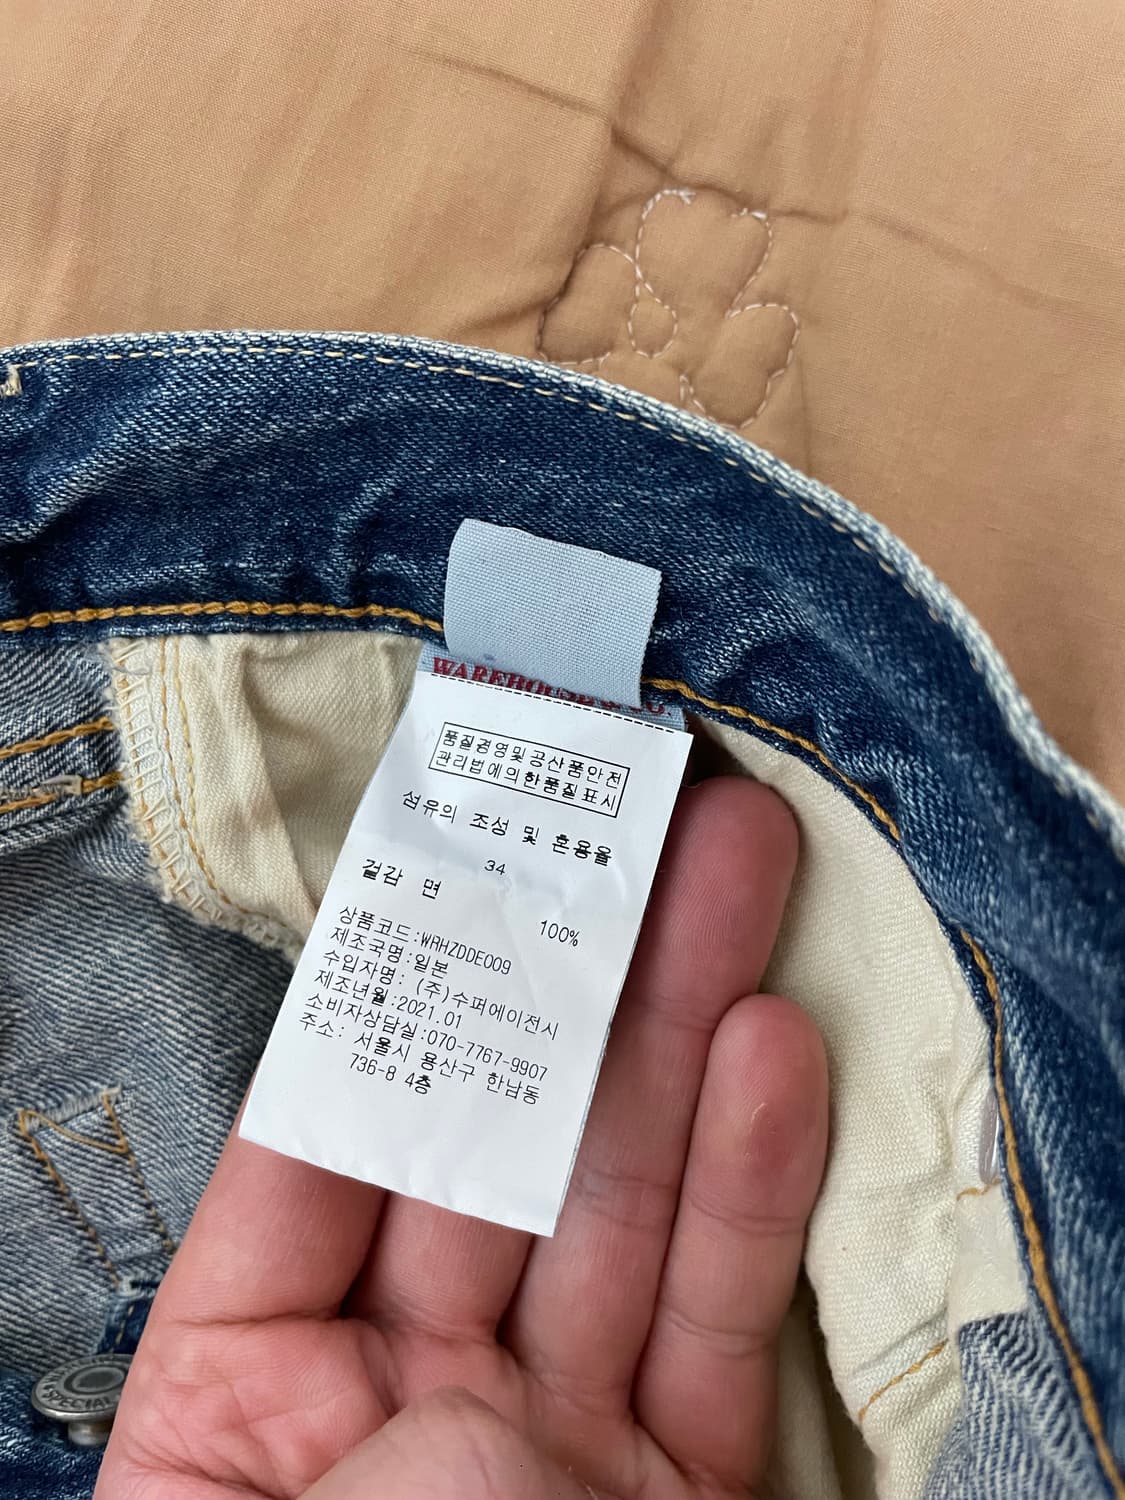 WAREHOUSE & CO
품질경영및공산품안전
관리법에의한품질표시
섬유의 조성 및 혼용율
34
겉감 면 100%
상품코드:WRHZDDE009
제조국명:일본
수입자명: (주)수퍼에이전시
제조년월:2021.01
소비자상담실:070-7767-9907
주소: 서울시 용산구 한남동
736-8 4층
SPECIAL